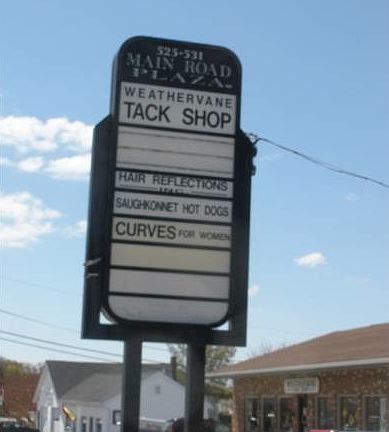 525-531
MAIN ROAD
PLAZA
WEATHERVANE
TACK SHOP
HAIR REFLECTIONS
SAUGHKONNET HOT DOGS
CURVES FOR WOMEN